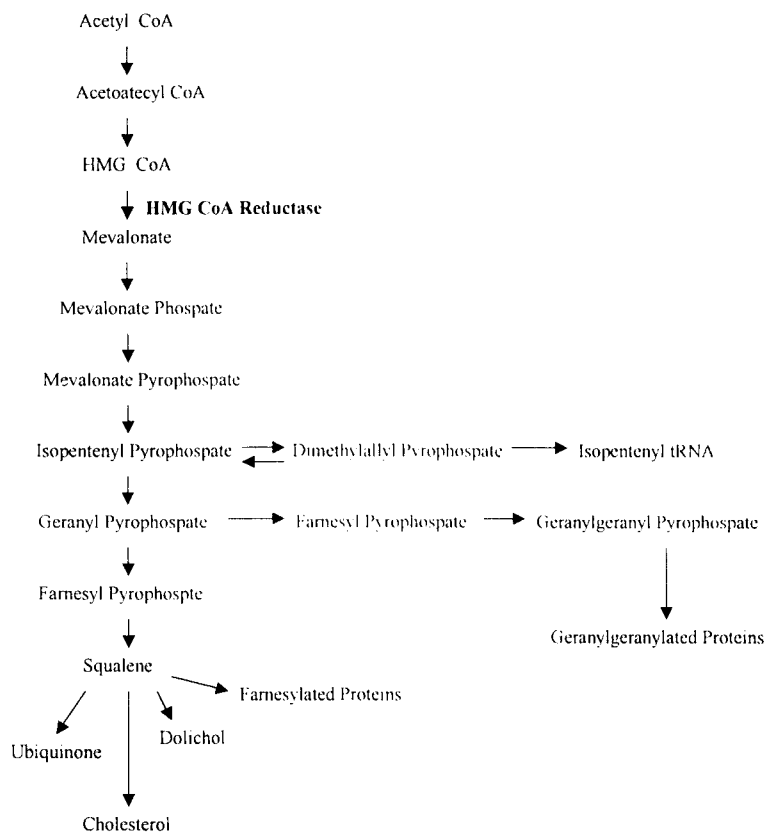 Acetyl CoA
Acetoatecyl CoA
HMG CoA
HMG CoA Reductase
Mevalonate
Mevalonate Phospate
Mevalonate Pyrophospate
Isopentenyl Pyrophospate Dimethylallyl Pyrophospate Isopentenyl tRNA
Geranyl Pyrophospate Farnesyl Pyrophospate Geranylgeranyl Pyrophospate
Farnesyl Pyrophospte
Geranylgeranylated Proteins
Squalene
Farnesylated Proteins
Dolichol
Ubiquinone
Cholesterol